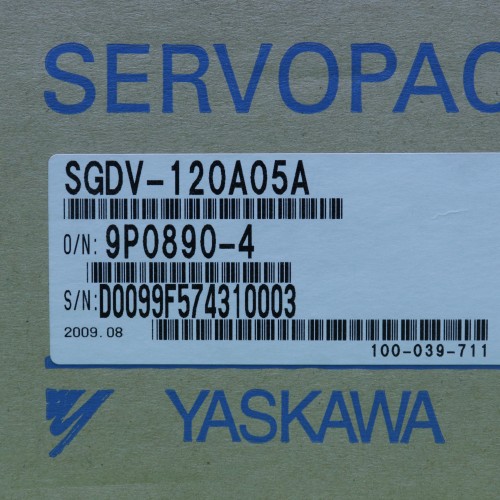 SERVOPAC
SGDV-120A05A
O/N: 9P0890-4
S/N: D0099F574310003
2009.08
100-039-711
YASKAWA